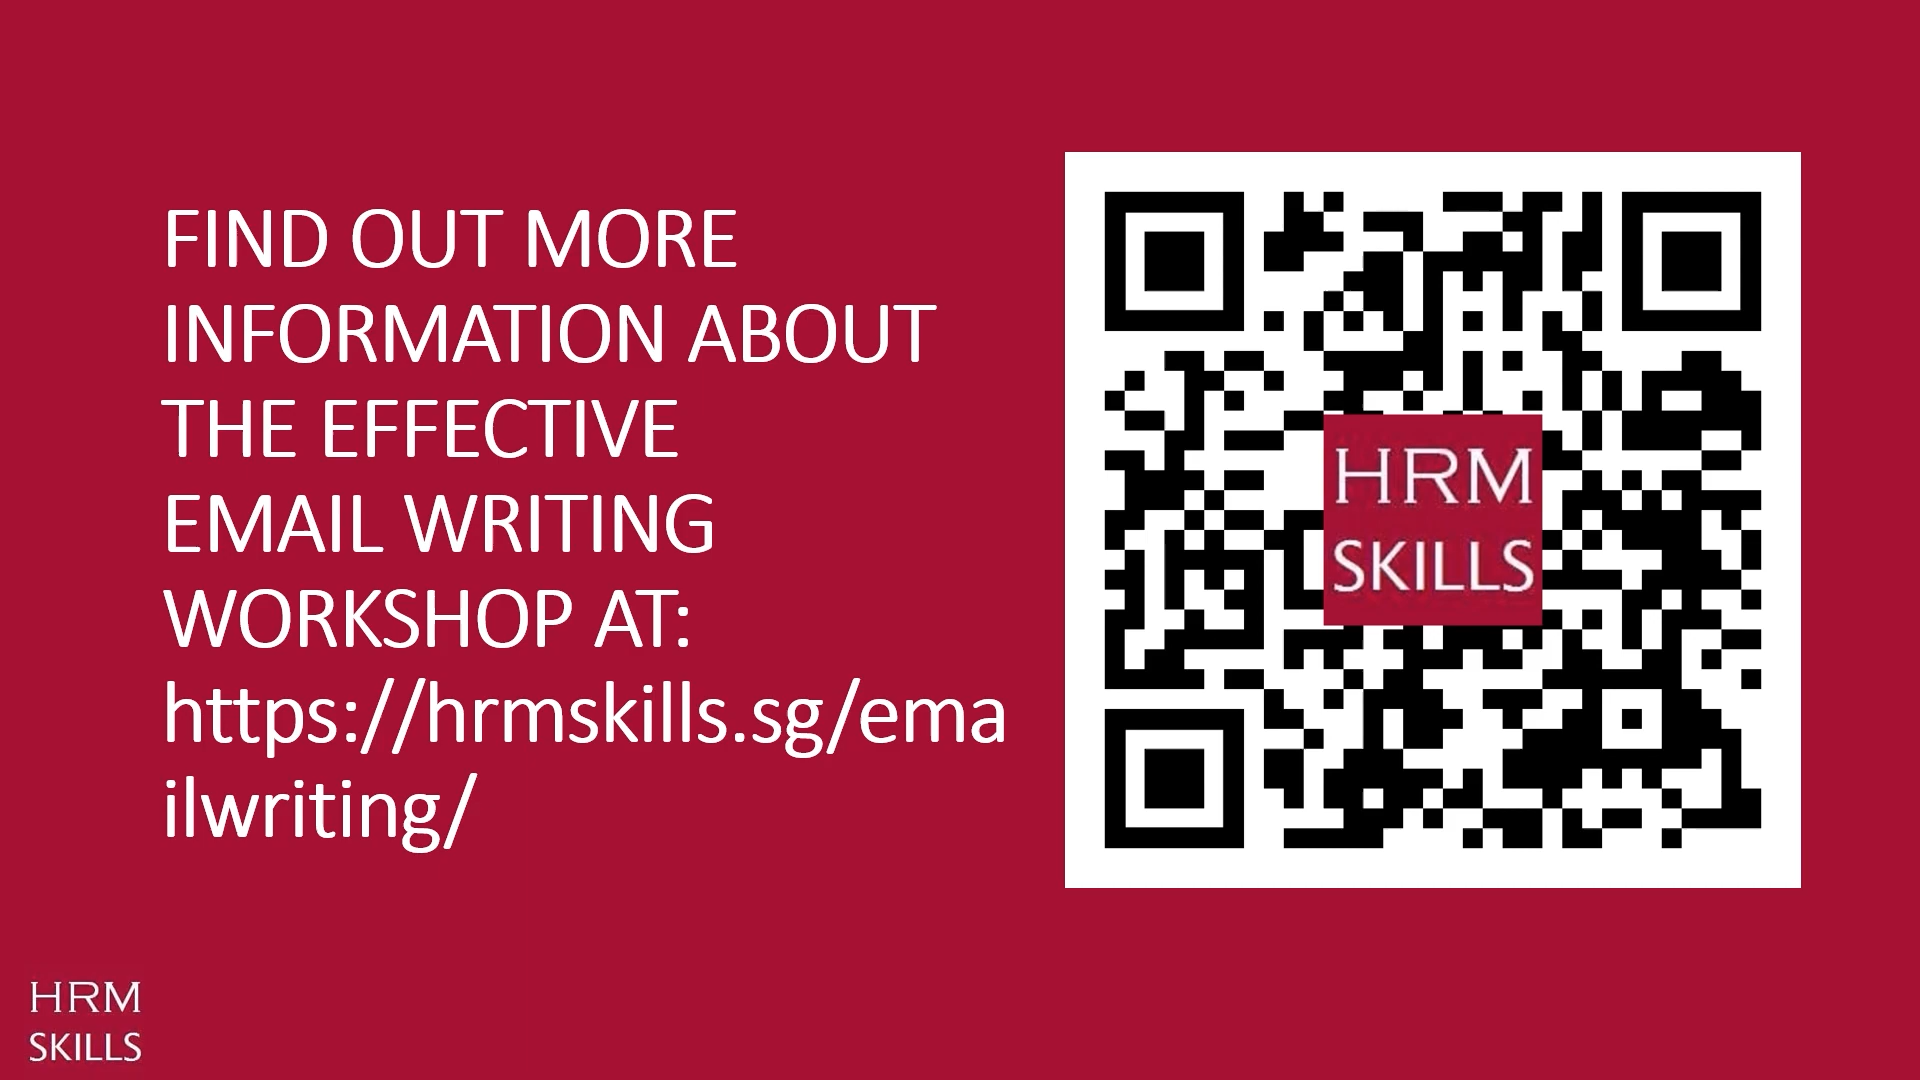 FIND OUT MORE
INFORMATION ABOUT
THE EFFECTIVE
EMAIL WRITING
WORKSHOP AT:
https://hrmskills.sg/ema
ilwriting/
HRM
SKILLS
HRM
SKILLS